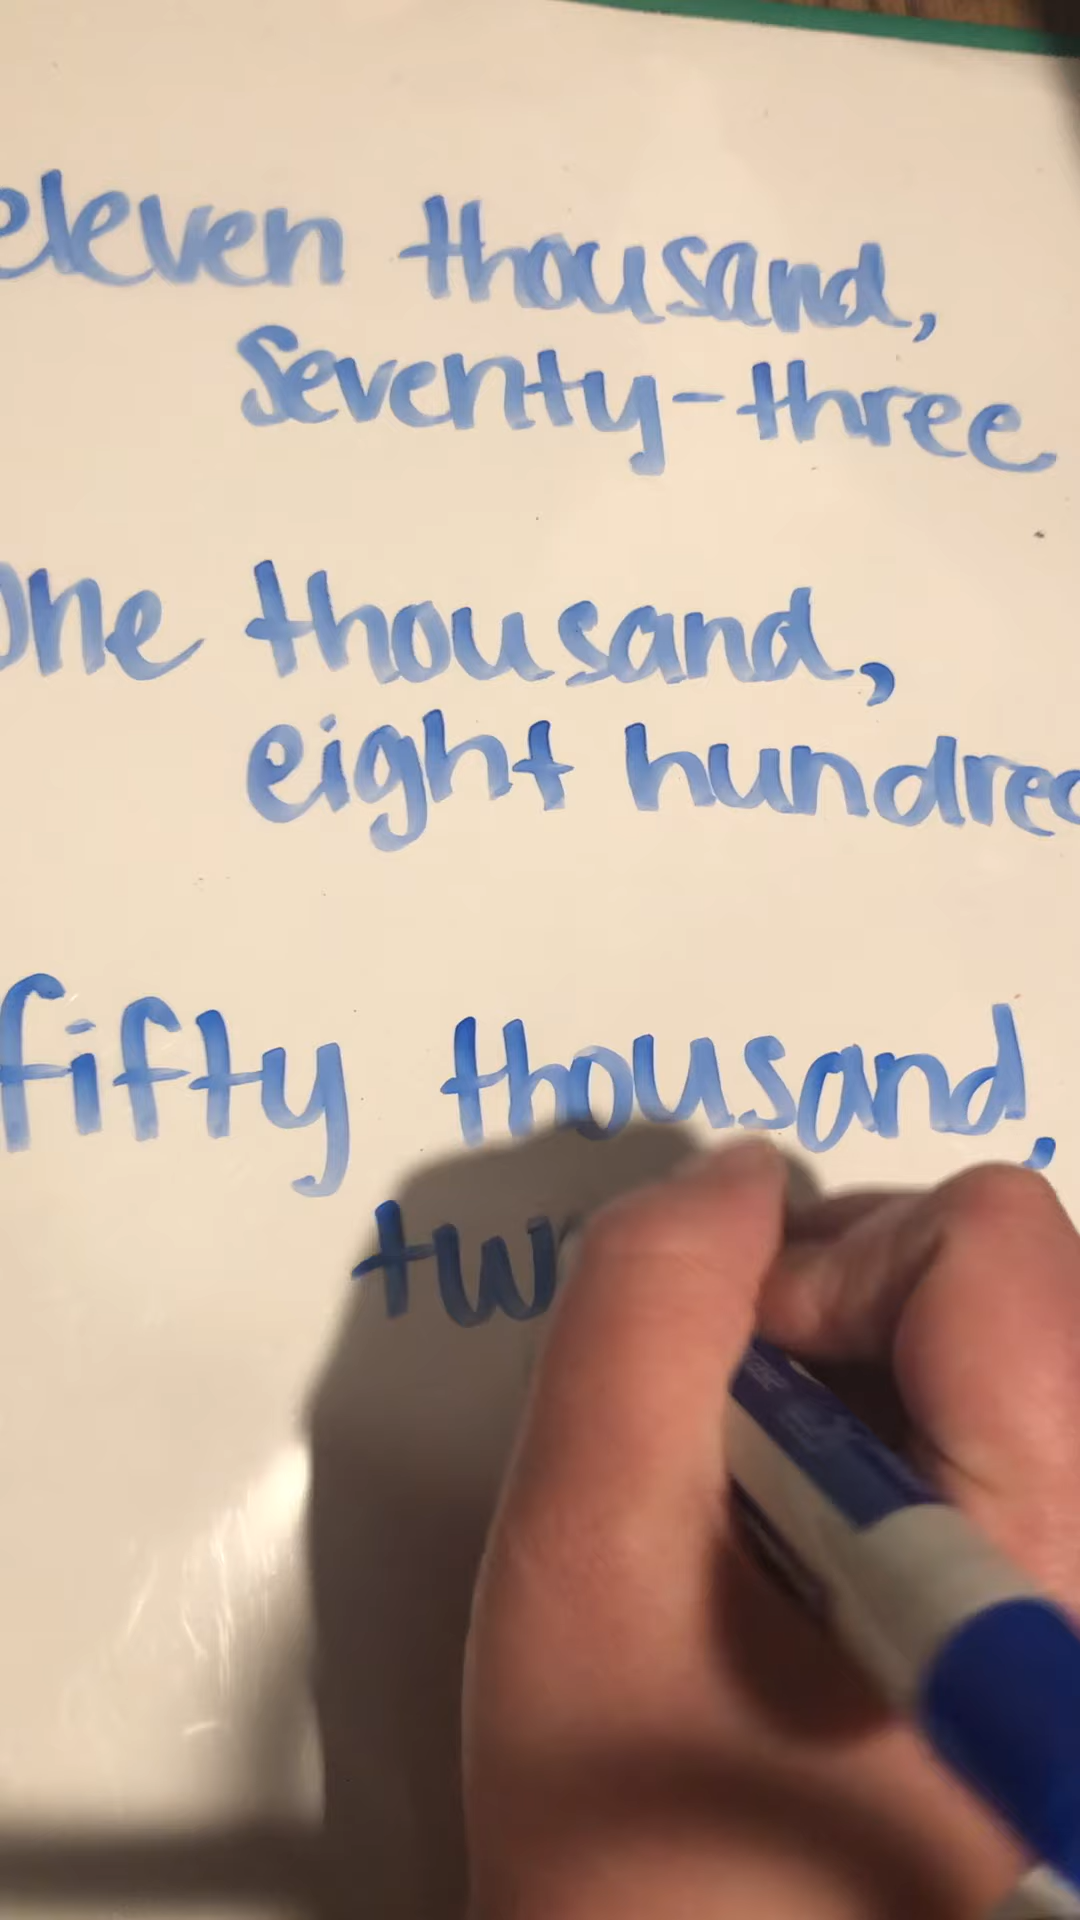 eleven thousand,
seventy-three
one thousand,
eight hundred
fifty thousand,